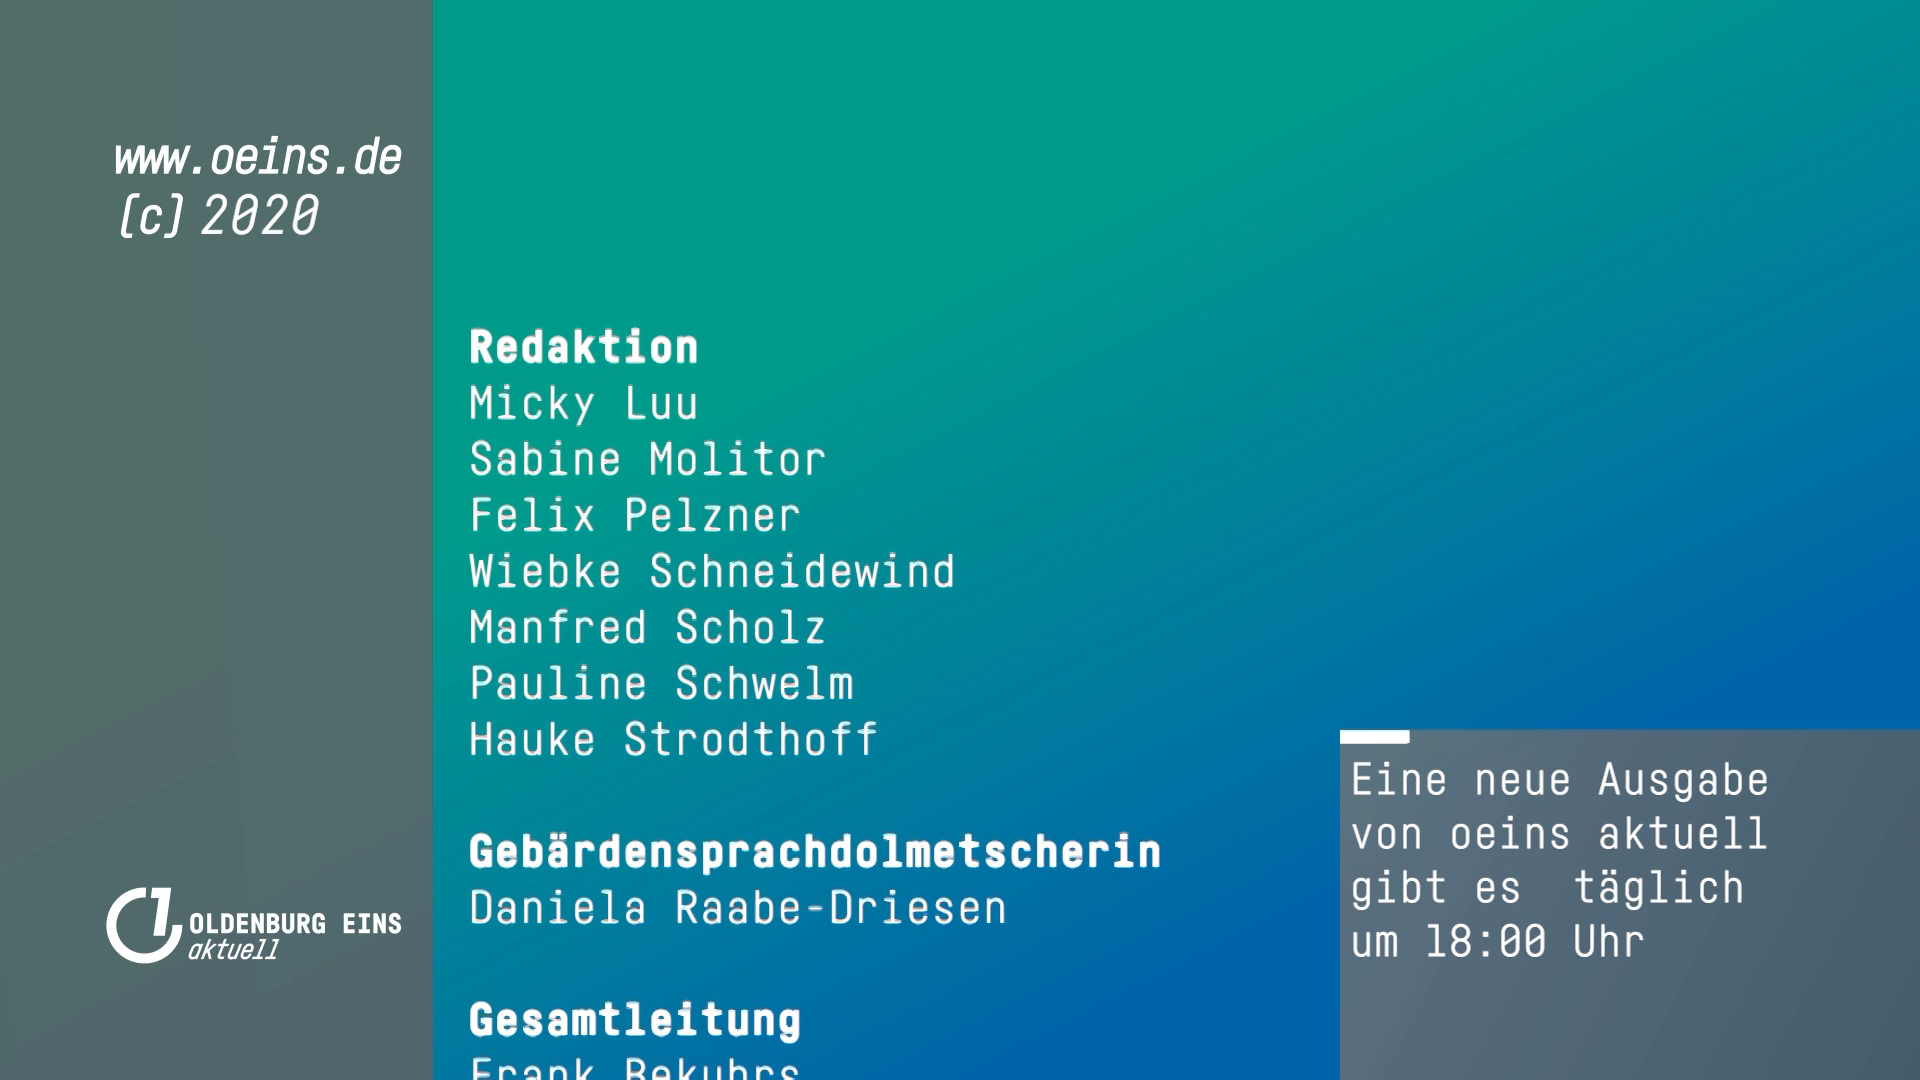 www.oeins.de
(c) 2020
Redaktion
Micky Luu
Sabine Molitor
Felix Pelzner
Wiebke Schneidewind
Manfred Scholz
Pauline Schwelm
Hauke Strodthoff
Gebärdensprachdolmetscherin
Daniela Raabe-Driesen
Gesamtleitung
Frank Bekuhrs
Eine neue Ausgabe
von oeins aktuell
gibt es täglich
um 18:00 Uhr
OLDENBURG EINS
aktuell